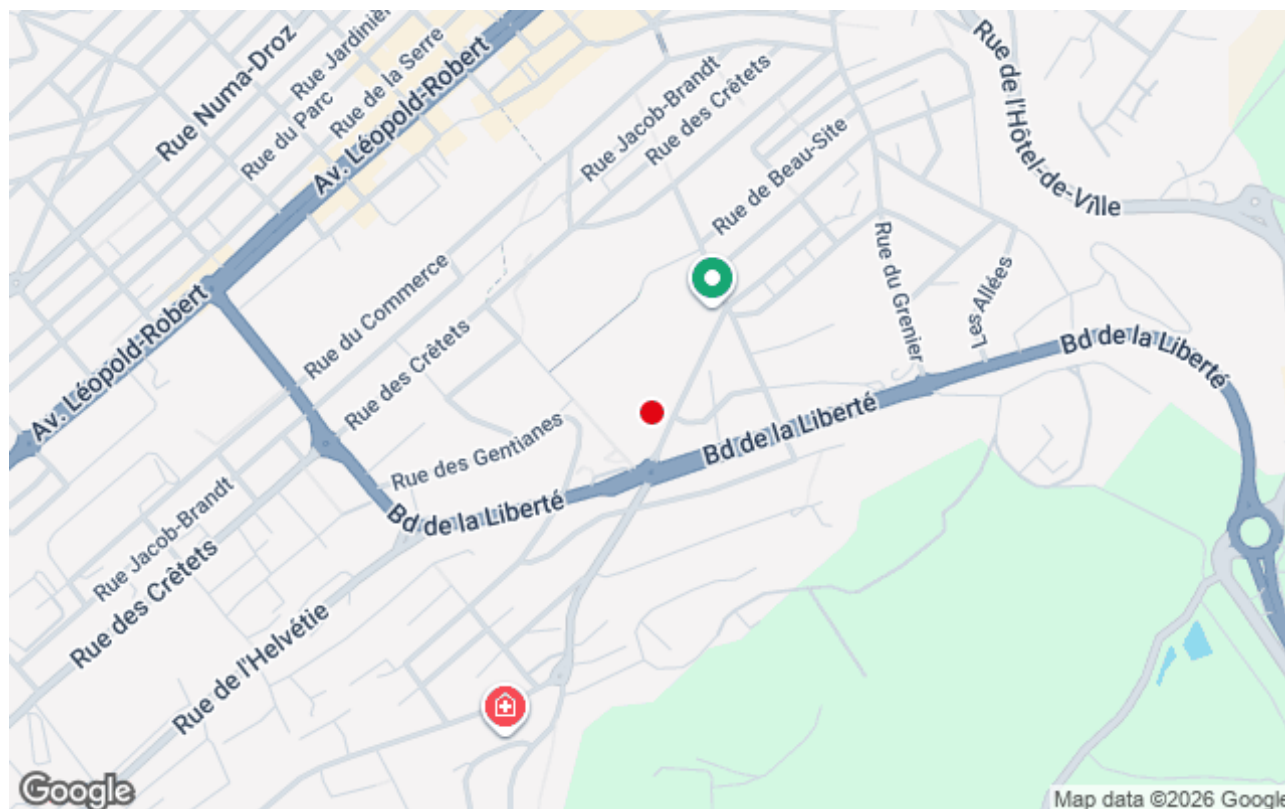 Rue Numa-Droz
Rue Jardinière
Rue du Parc
Rue de la Serre
Av. Léopold-Robert
Rue Jacob-Brandt
Rue des Crêtets
Rue de Beau-Site
Rue de l'Hôtel-de-Ville
Rue du Grenier
Les Allées
Av. Léopold-Robert
Rue du Commerce
Rue des Crêtets
Rue des Gentianes
Bd de la Liberté
Bd de la Liberté
Bd de la Liberté
Rue Jacob-Brandt
Rue des Crêtets
Rue de l'Helvétie
Google
Map data ©2026 Google